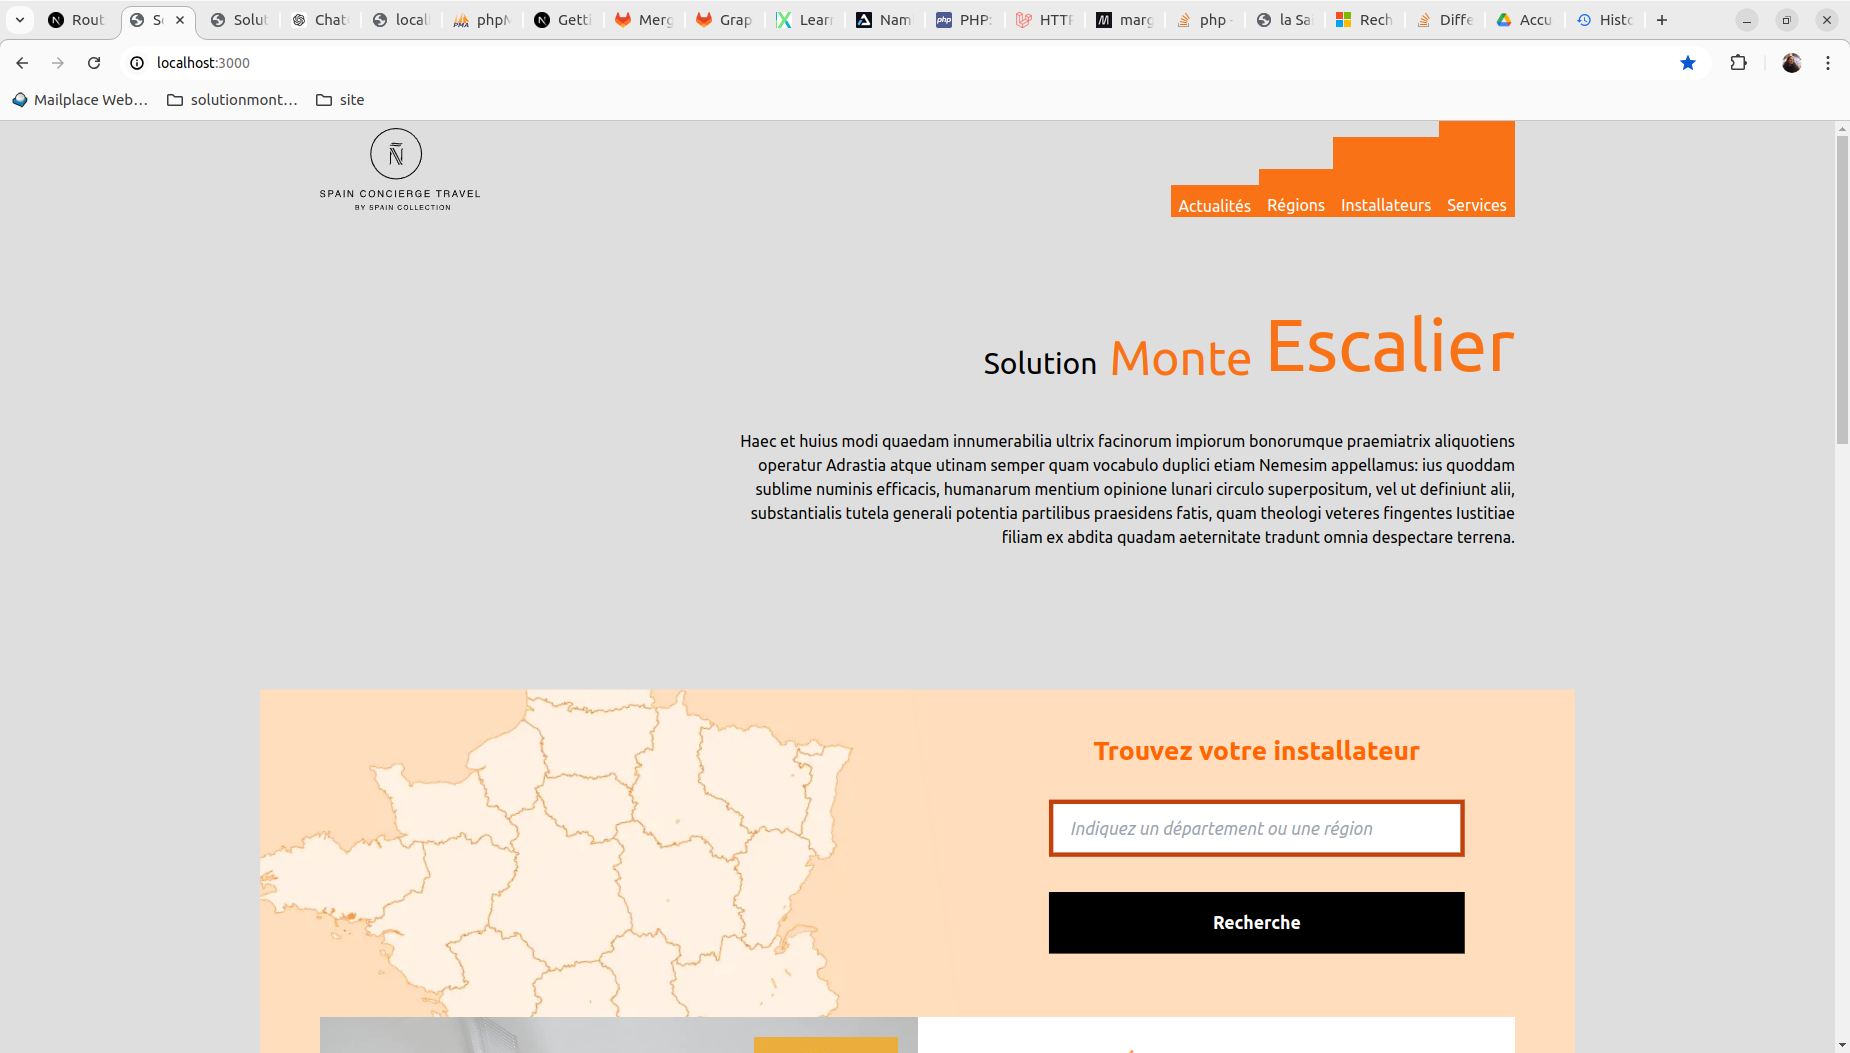 Rout
So
Solut
Chat
locall
phpM
Getti
Merg
Grap
Lear
Nam
php
PHP:
HTTP
marg
php -
la Sai
Rech
Diffe
Accu
Histo
localhost:3000
Mailplace Web...
solutionmont...
site
Ñ
SPAIN CONCIERGE TRAVEL
BY SPAIN COLLECTION
Actualités
Régions
Installateurs
Services
Solution Monte Escalier
Haec et huius modi quaedam innumerabilia ultrix facinorum impiorum bonorumque praemiatrix aliquotiens
operatur Adrastia atque utinam semper quam vocabulo duplici etiam Nemesim appellamus: ius quoddam
sublime numinis efficacis, humanarum mentium opinione lunari circulo superpositum, vel ut definiunt alii,
substantialis tutela generali potentia partilibus praesidens fatis, quam theologi veteres fingentes Iustitiae
filiam ex abdita quadam aeternitate tradunt omnia despectare terrena.
Trouvez votre installateur
Indiquez un département ou une région
Recherche